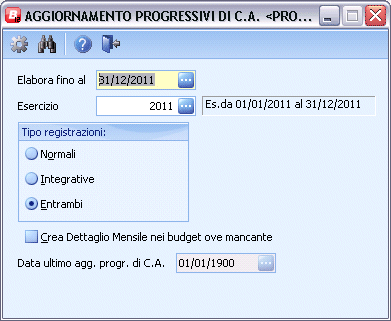 AGGIORNAMENTO PROGRESSIVI DI C.A. <PRO...
Elabora fino al 31/12/2011
Esercizio 2011 Es.da 01/01/2011 al 31/12/2011
Tipo registrazioni:
Normali
Integrative
Entrambi
Crea Dettaglio Mensile nei budget ove mancante
Data ultimo agg. progr. di C.A. 01/01/1900